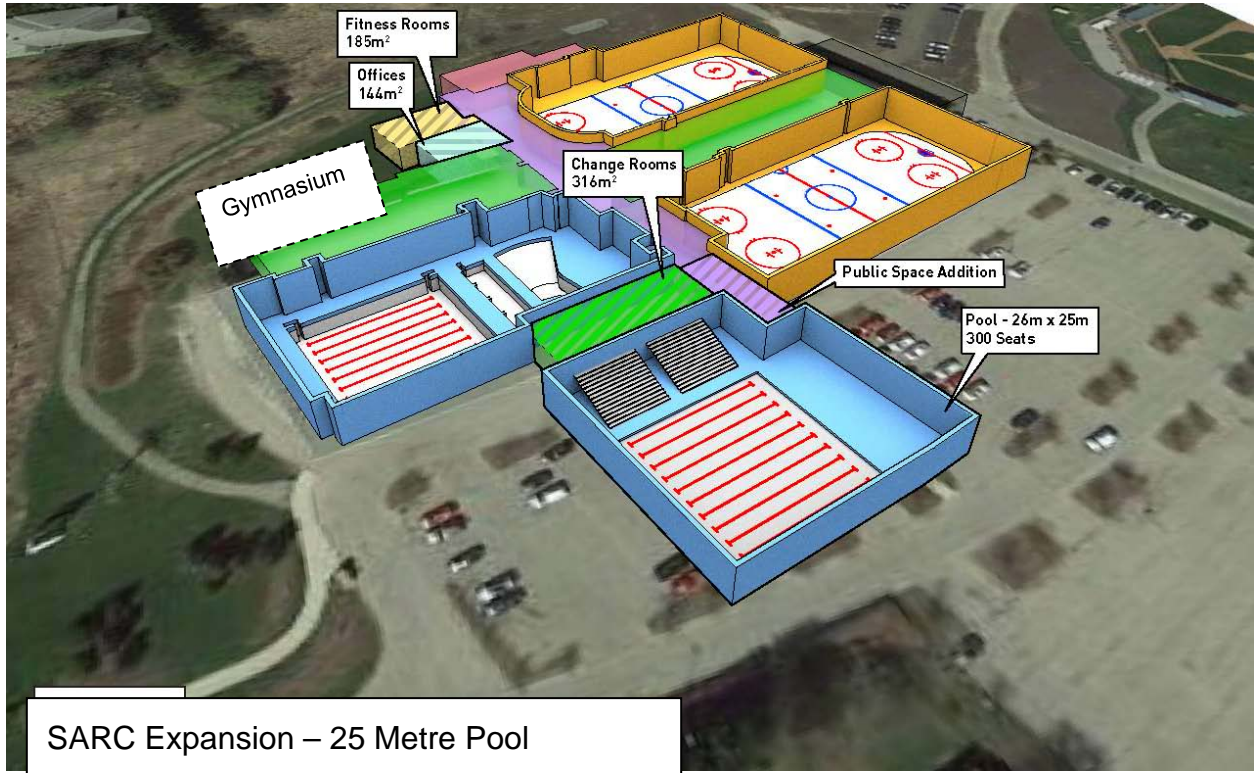 Fitness Rooms
185m²
Offices
144m²
Gymnasium
Change Rooms
316m²
Public Space Addition
Pool - 26m x 25m
300 Seats
SARC Expansion – 25 Metre Pool